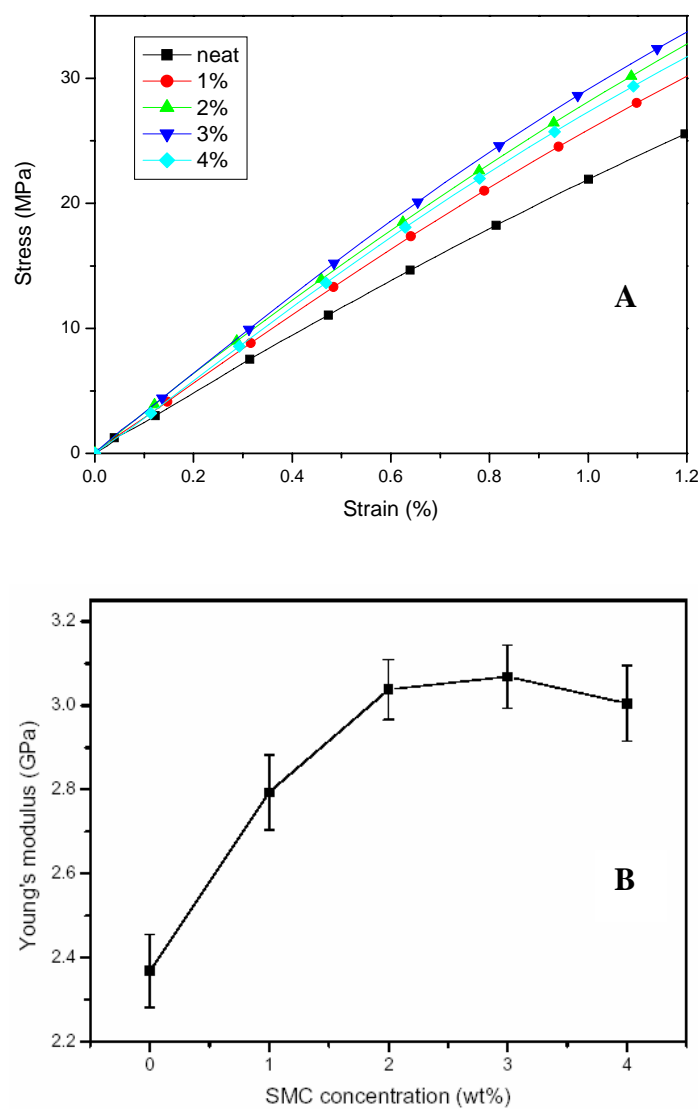 neat
1%
2%
3%
4%
30
20
10
0
Stress (MPa)
A
0.0 0.2 0.4 0.6 0.8 1.0 1.2
Strain (%)
3.2
3.0
2.8
2.6
2.4
2.2
Young's modulus (GPa)
B
0 1 2 3 4
SMC concentration (wt%)